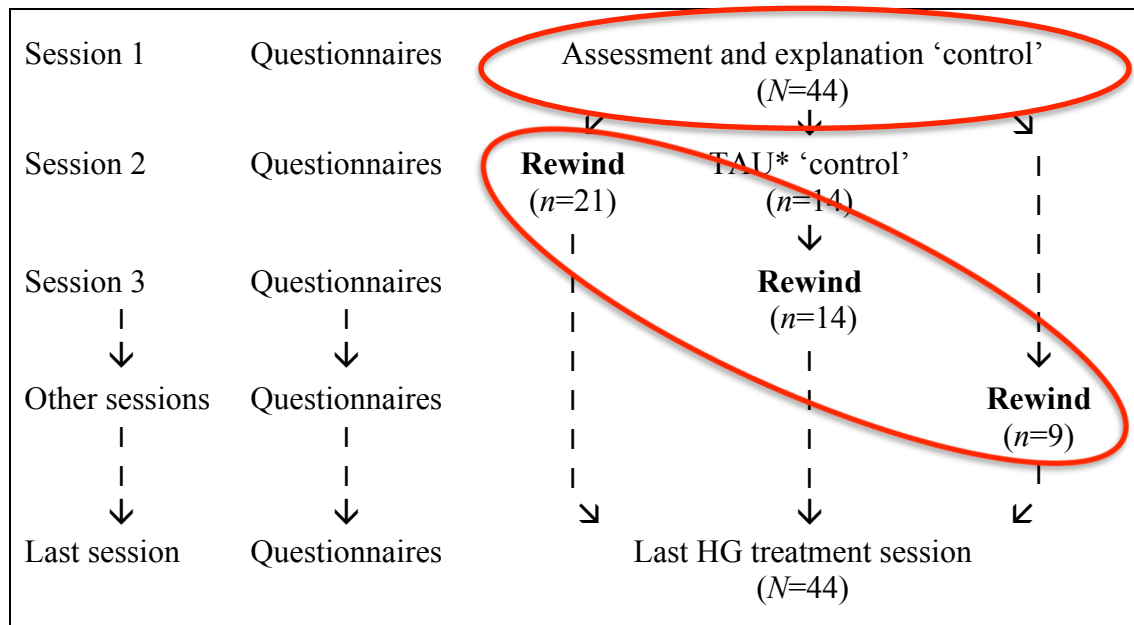 Session 1 Questionnaires Assessment and explanation ‘control’
(N=44)
Session 2 Questionnaires Rewind TAU* ‘control’
(n=21) (n=14)
Session 3 Questionnaires Rewind
(n=14)
Other sessions Questionnaires Rewind
(n=9)
Last session Questionnaires Last HG treatment session
(N=44)